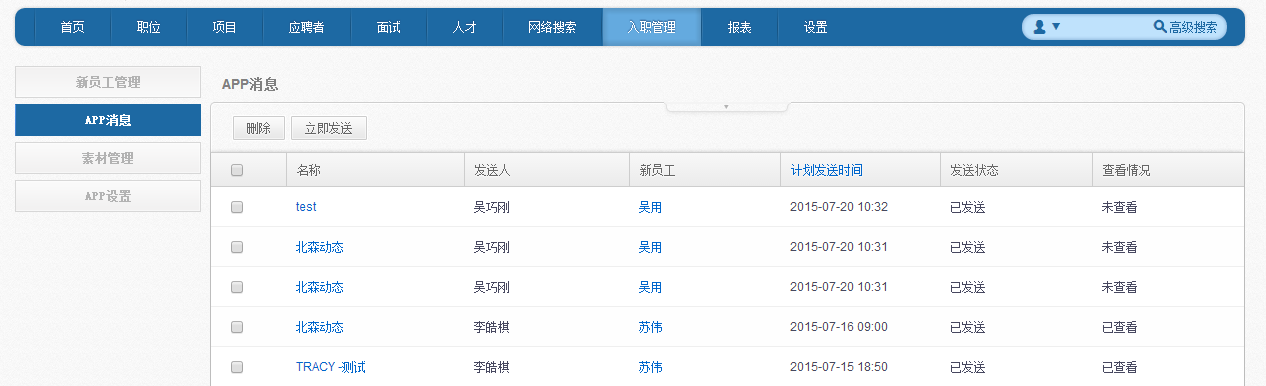 首页 职位 项目 应聘者 面试 人才 网络搜索 入职管理 报表 设置 高级搜索
新员工管理
APP消息
素材管理
APP设置
APP消息
删除 立即发送
名称 发送人 新员工 计划发送时间 发送状态 查看情况
test 吴巧刚 吴用 2015-07-20 10:32 已发送 未查看
北森动态 吴巧刚 吴用 2015-07-20 10:31 已发送 未查看
北森动态 吴巧刚 吴用 2015-07-20 10:31 已发送 未查看
北森动态 李皓棋 苏伟 2015-07-16 09:00 已发送 已查看
TRACY -测试 李皓棋 苏伟 2015-07-15 18:50 已发送 已查看